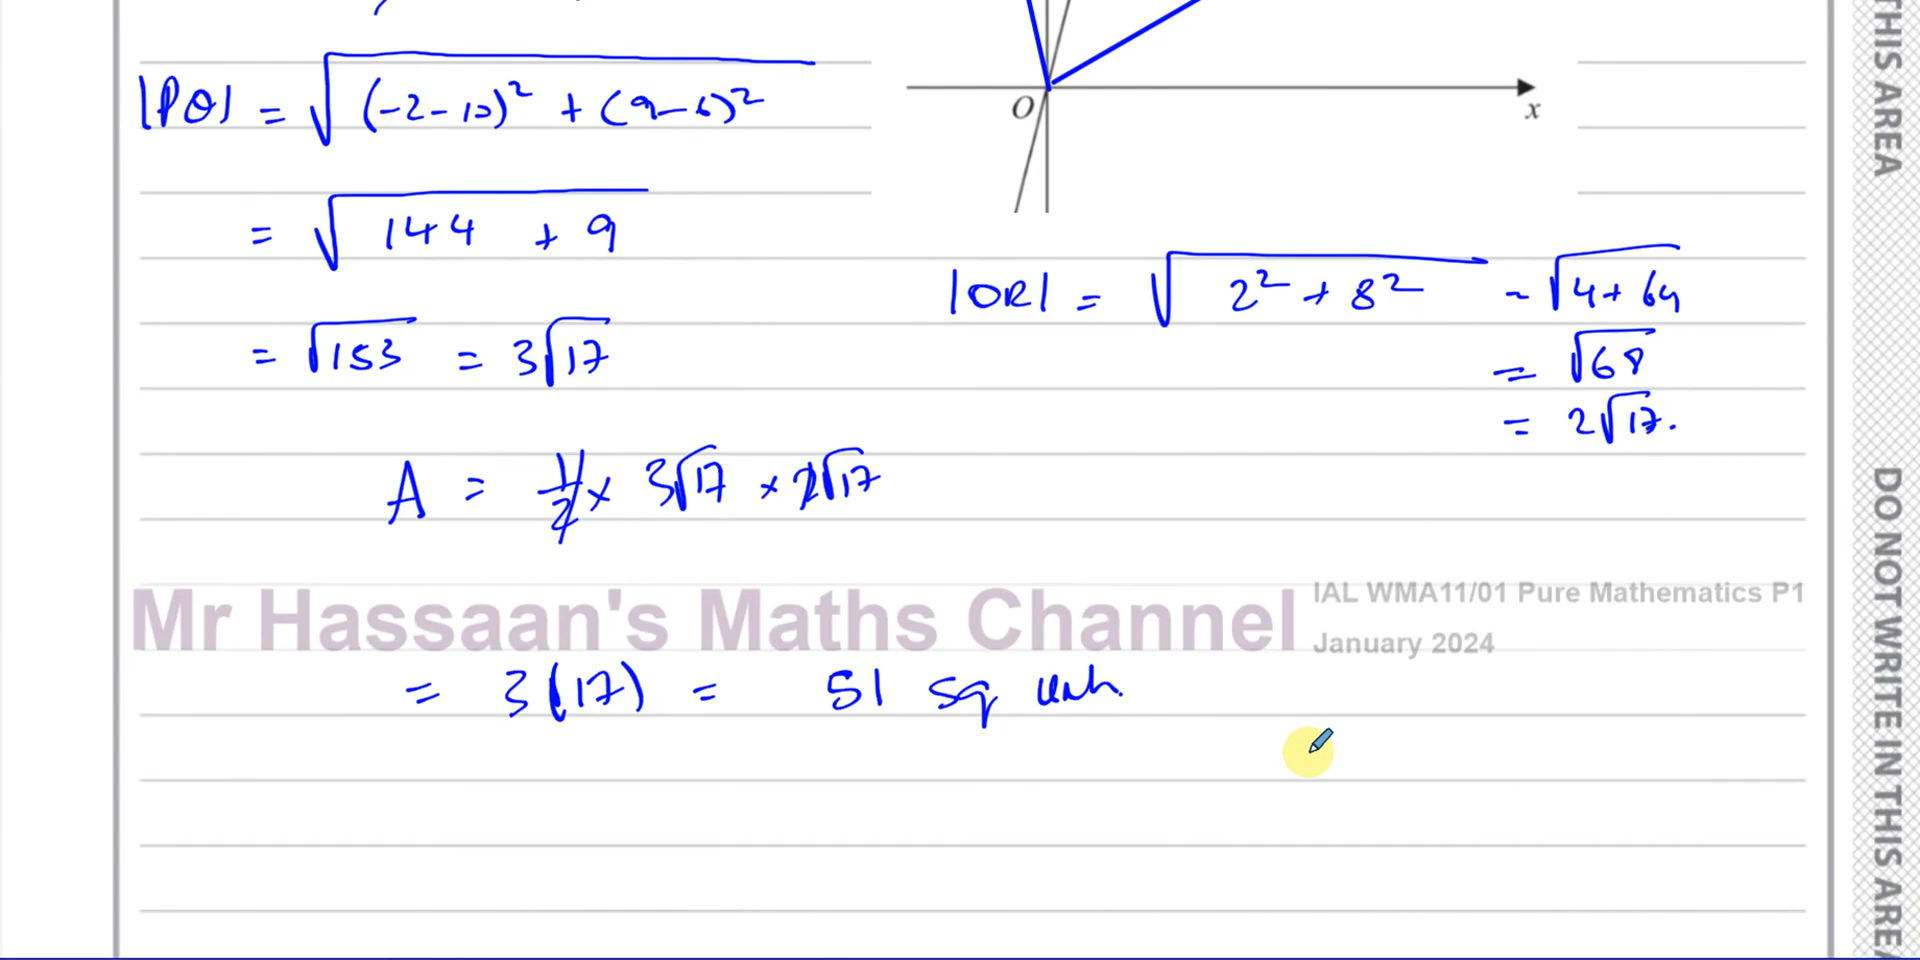 |PQ| = √((-2-10)² + (9-6)²
= √(144 + 9)
= √153 = 3√17
O
x
|OR| = √(2² + 8²) = √(4+64)
= √68
= 2√17.
A = 1/2 × 3√17 × 2√17
Mr Hassaan's Maths Channel
IAL WMA11/01 Pure Mathematics P1
January 2024
= 3(17) = 51 sq units.
THIS AREA
DO NOT WRITE IN THIS AREA